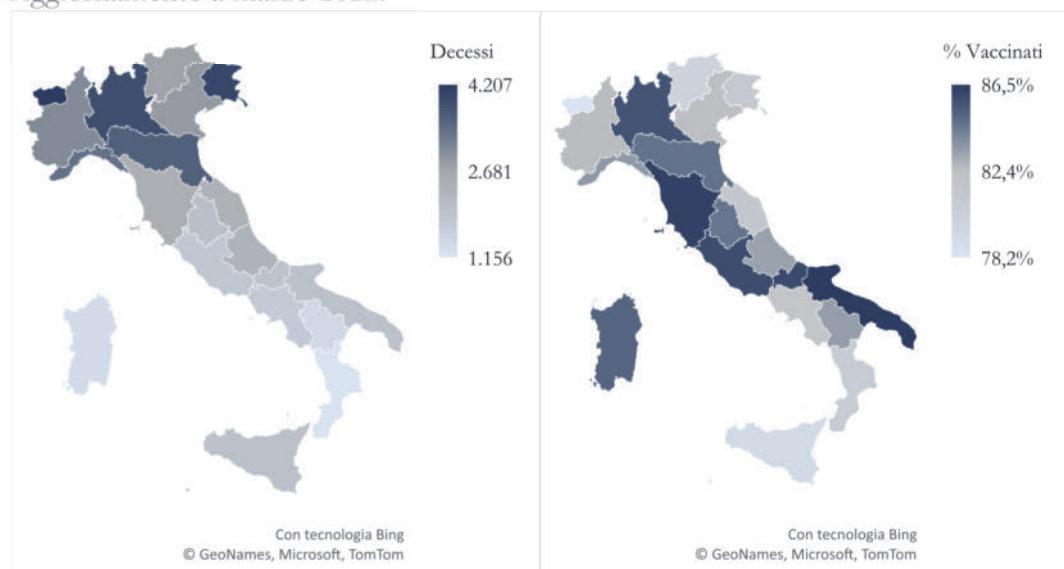 Decessi
4.207
2.681
1.156
Con tecnologia Bing
© GeoNames, Microsoft, TomTom
% Vaccinati
86,5%
82,4%
78,2%
Con tecnologia Bing
© GeoNames, Microsoft, TomTom